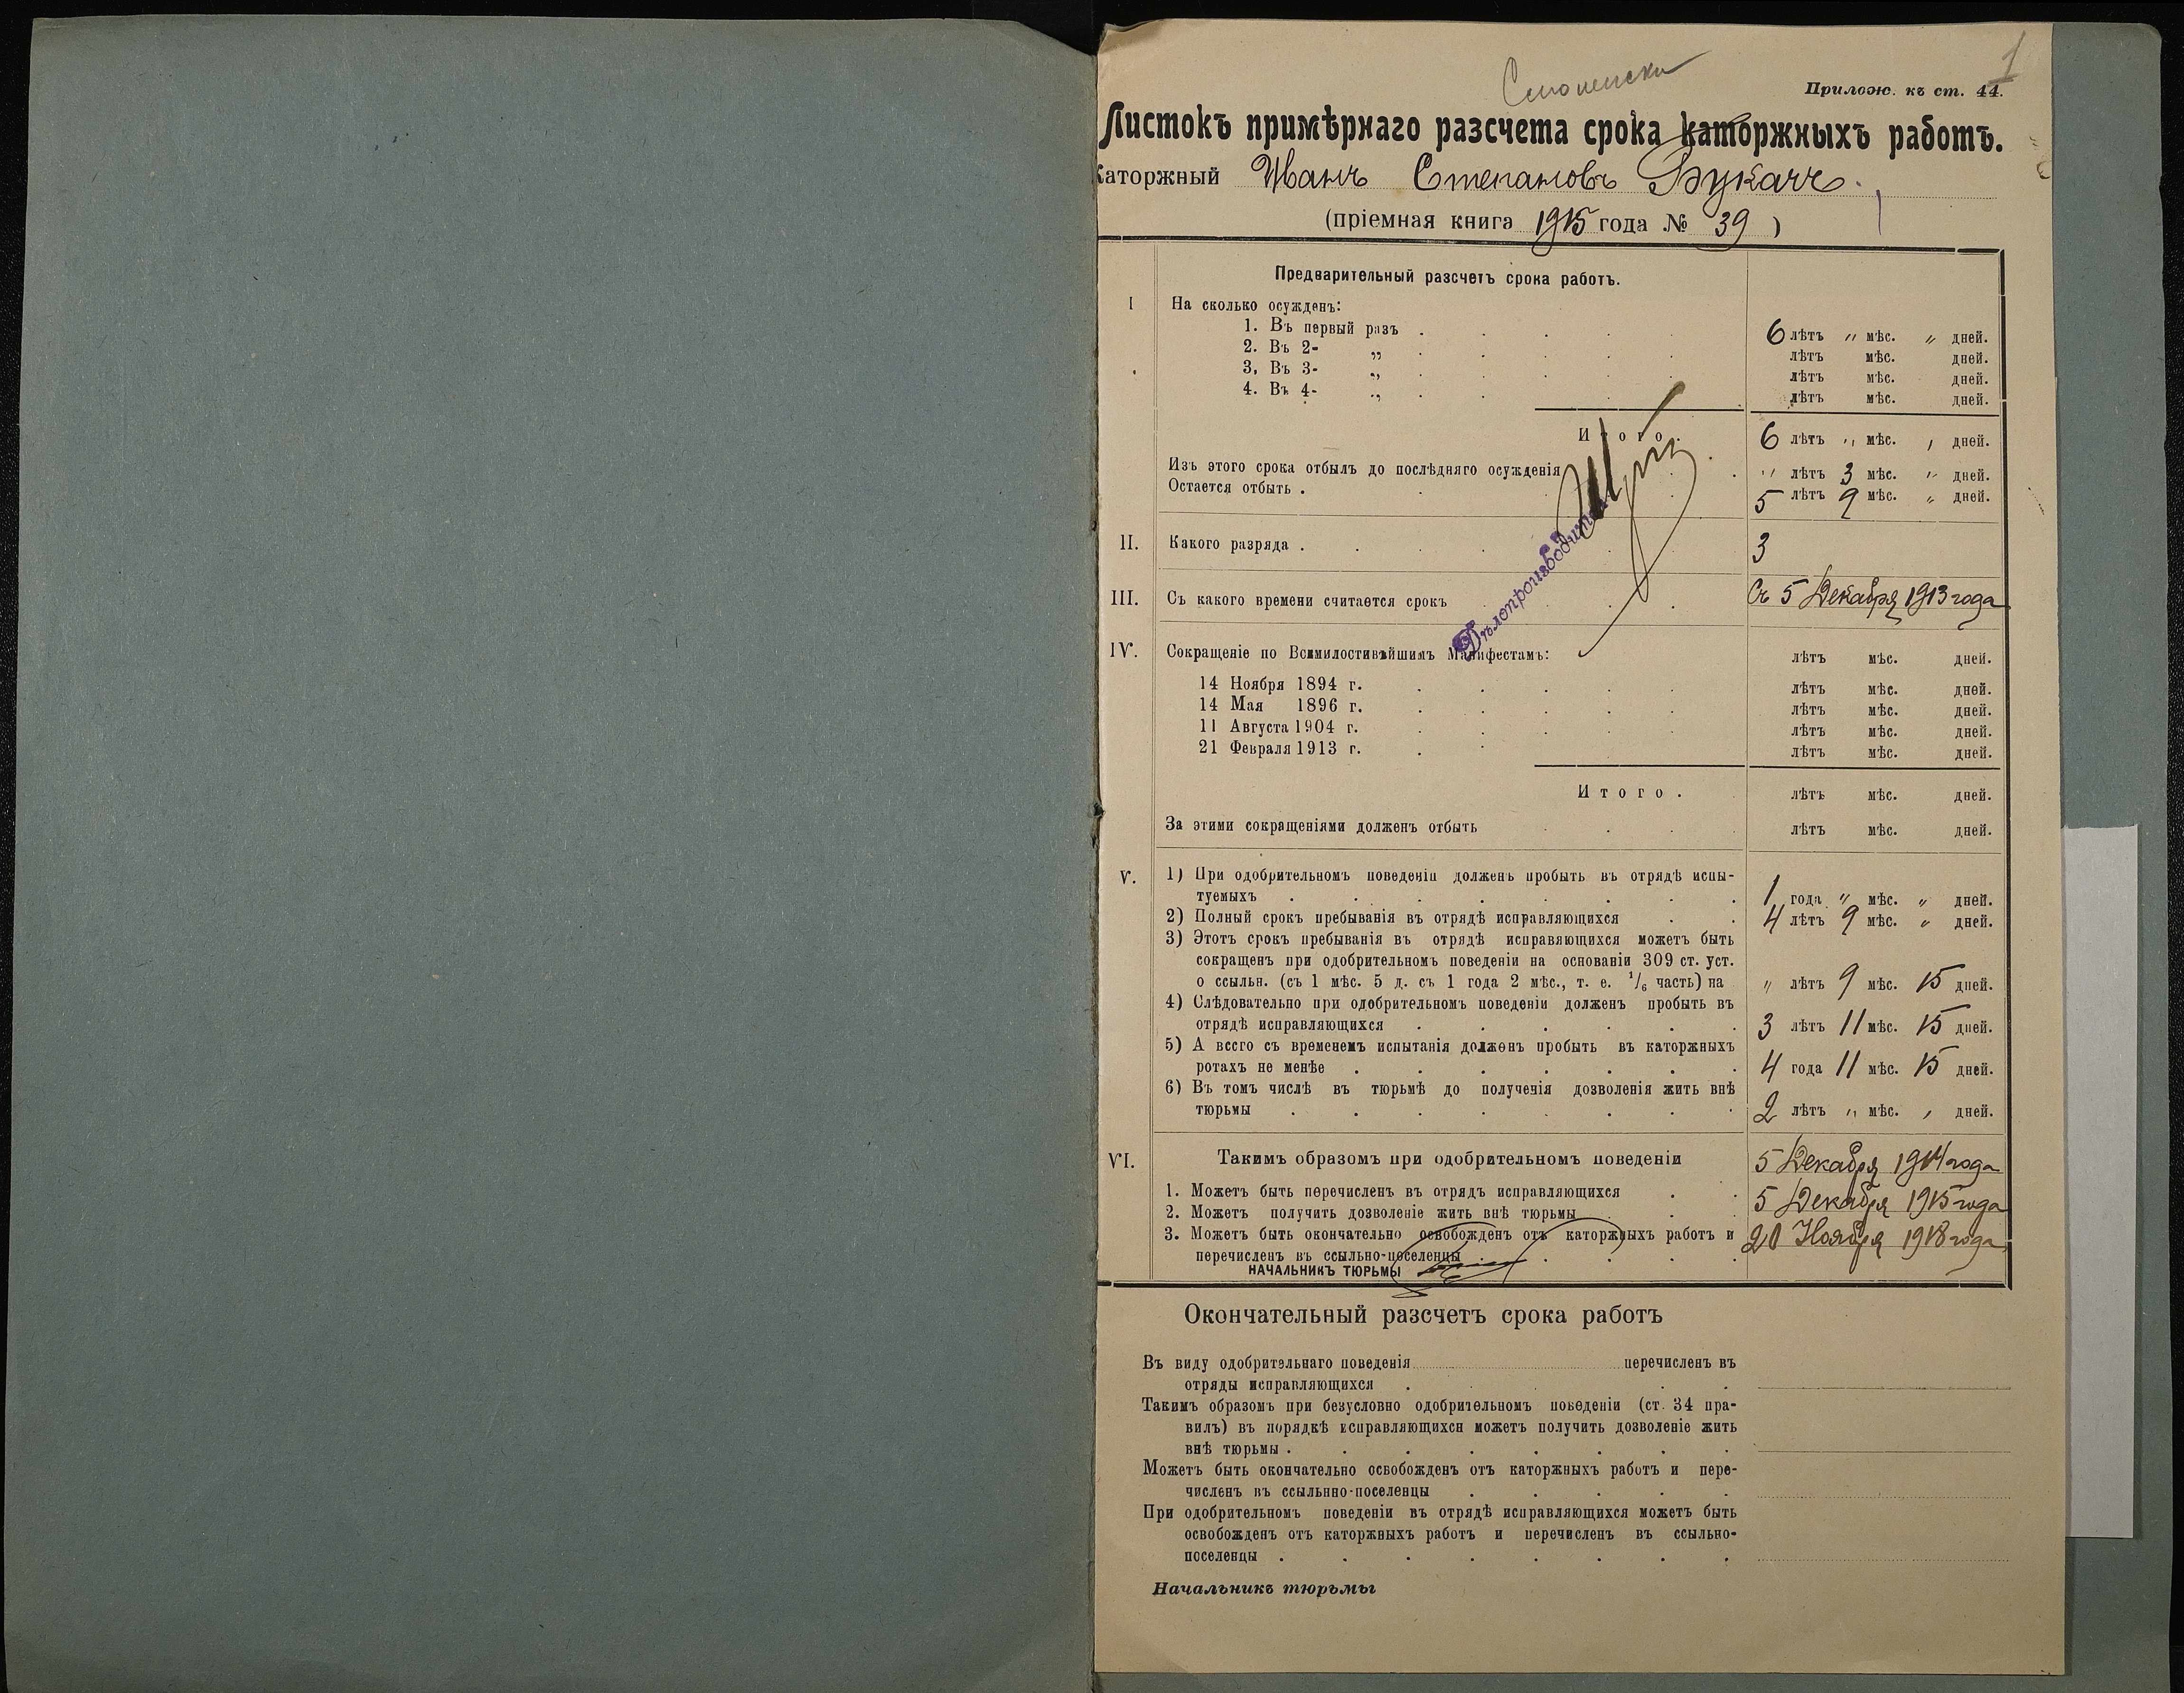 1
Смоленска
Прилож. къ ст. 44.
Листокъ примѣрнаго разсчета срока каторжныхъ работъ.
Каторжный Иванъ Степановъ Букачъ.
(пріемная книга 1915 года № 39 )
Предварительный разсчетъ срока работъ.
I На сколько осужденъ:
1. Въ первый разъ . . . . . 6 лѣтъ „ мѣс. „ дней.
2. Въ 2- „ . . . . . лѣтъ мѣс. дней.
3. Въ 3- „ . . . . . лѣтъ мѣс. дней.
4. Въ 4- „ . . . . лѣтъ мѣс. дней.
Итого. 6 лѣтъ „ мѣс. „ дней.
Изъ этого срока отбылъ до послѣдняго осужденія . . „ лѣтъ 3 мѣс. „ дней.
Остается отбыть . . . . 5 лѣтъ 9 мѣс. „ дней.
Дѣлопроизводитель
II. Какого разряда . . . . . 3
III. Съ какого времени считается срокъ . . . Съ 5 Декабря 1913 года
IV. Сокращеніе по Всемилостивѣйшимъ Манифестамъ: лѣтъ мѣс. дней.
14 Ноября 1894 г. . . . . . лѣтъ мѣс. дней.
14 Мая 1896 г. . . . . . лѣтъ мѣс. дней.
11 Августа 1904 г. . . . . . лѣтъ мѣс. дней.
21 Февраля 1913 г. . . лѣтъ мѣс. дней.
Итого. лѣтъ мѣс. дней.
За этими сокращеніями долженъ отбыть . . . лѣтъ мѣс. дней.
V. 1) При одобрительномъ поведеніи долженъ пробыть въ отрядѣ испы-
туемыхъ . . . . . . . . 1 года „ мѣс. „ дней.
2) Полный срокъ пребыванія въ отрядѣ исправляющихся . . 4 лѣтъ 9 мѣс. „ дней.
3) Этотъ срокъ пребыванія въ отрядѣ исправяющихся можетъ быть
сокращенъ при одобрительномъ поведеніи на основаніи 309 ст. уст.
о ссыльн. (съ 1 мѣс. 5 д. съ 1 года 2 мѣс., т. е. 1/6 часть) на „ лѣтъ 9 мѣс. 15 дней.
4) Слѣдовательно при одобрительномъ поведеніи долженъ пробыть въ
отрядѣ исправляющихся . . . . . . 3 лѣтъ 11 мѣс. 15 дней.
5) А всего съ временемъ испытанія долженъ пробыть въ каторжныхъ
ротахъ не менѣе . . . . . . . 4 года 11 мѣс. 15 дней.
6) Въ томъ числѣ въ тюрьмѣ до полученія дозволенія жить внѣ
тюрьмы . . . . . . . . 2 лѣтъ „ мѣс. „ дней.
VI. Такимъ образомъ при одобрительномъ поведеніи
1. Можетъ быть перечисленъ въ отрядъ исправляющихся . . 5 Декабря 1914 года
2. Можетъ получить дозволеніе жить внѣ тюрьмы . . . 5 Декабря 1915 года
3. Можетъ быть окончательно освобожденъ отъ каторжныхъ работъ и
перечисленъ въ ссыльно-поселенцы . . . . . 20 Ноября 1918 года
НАЧАЛЬНИКЪ ТЮРЬМЫ
Окончательный разсчетъ срока работъ
Въ виду одобрительнаго поведенія перечисленъ въ
отряды исправляющихся . . .
Такимъ образомъ при безусловно одобрительномъ поведеніи (ст. 34 пра-
вилъ) въ порядкѣ исправляющихся можетъ получить дозволеніе жить
внѣ тюрьмы . . . . . . . .
Можетъ быть окончательно освобожденъ отъ каторжныхъ работъ и пере-
численъ въ ссыльнно-поселенцы . . . . .
При одобрительномъ поведеніи въ отрядѣ исправляющихся можетъ быть
освобожденъ отъ каторжныхъ работъ и перечисленъ въ ссыльно-
поселенцы . . . . . . . .
Начальникъ тюрьмы